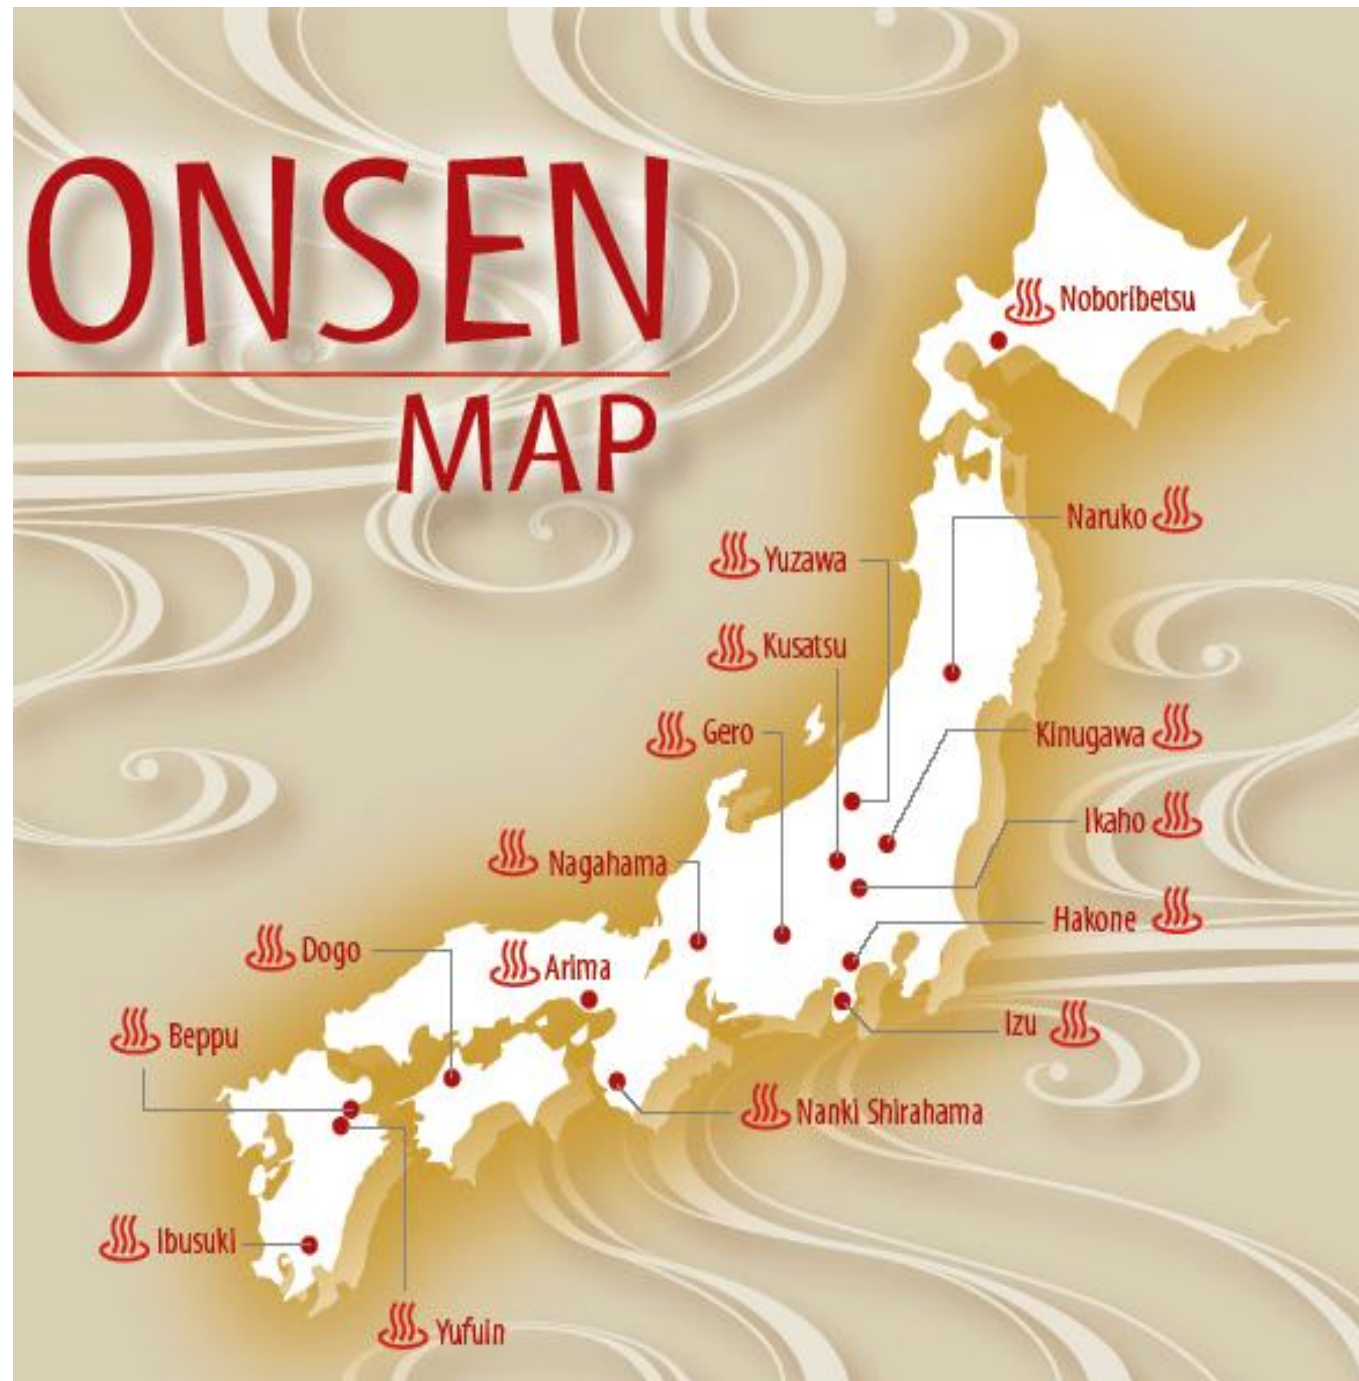 ONSEN
MAP
Noboribetsu
Naruko
Yuzawa
Kusatsu
Gero
Kinugawa
Ikaho
Nagahama
Hakone
Dogo
Arima
Izu
Beppu
Nanki Shirahama
Ibusuki
Yufuin